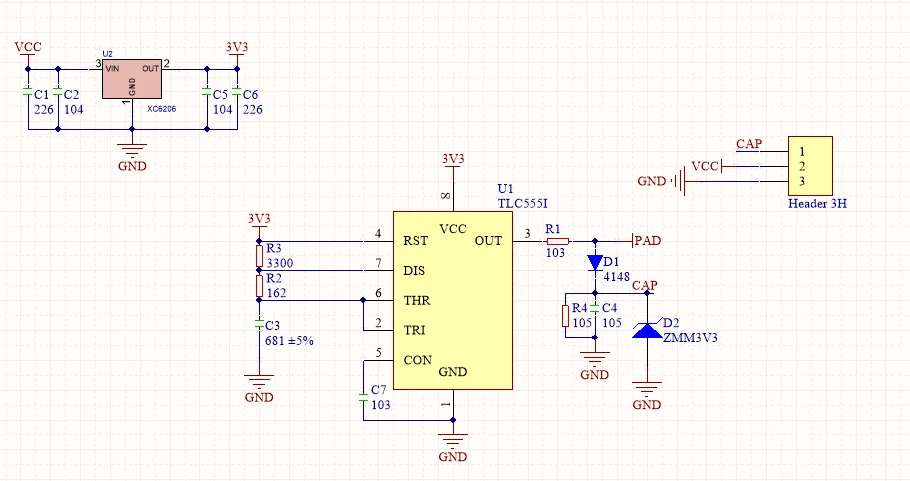 VCC
U2
3V3
3 VIN OUT 2
GND
1
XC6206
C1
226
C2
104
C5
104
C6
226
GND
CAP
VCC
GND
1
2
3
Header 3H
3V3
8
U1
TLC555I
VCC
3V3
4 RST
OUT 3
R1
103
PAD
R3
3300
7 DIS
D1
4148
R2
162
6 THR
CAP
R4
105
C4
105
C3
681 ±5%
2 TRI
D2
ZMM3V3
5 CON
GND
C7
103
1
GND
GND
GND
GND